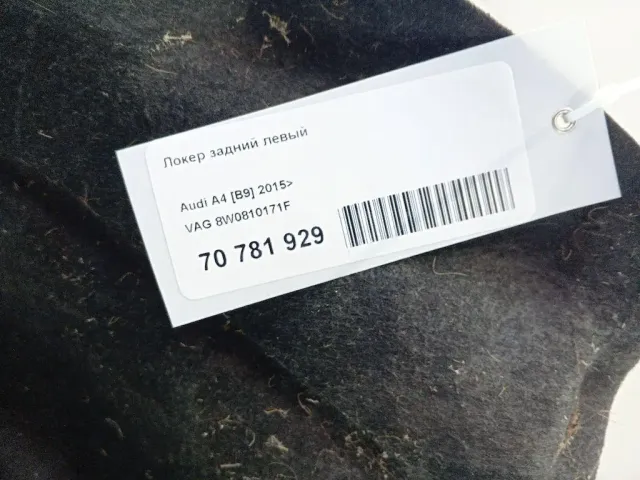 Локер задний левый
Audi A4 [B9] 2015>
VAG 8W0810171F
70 781 929